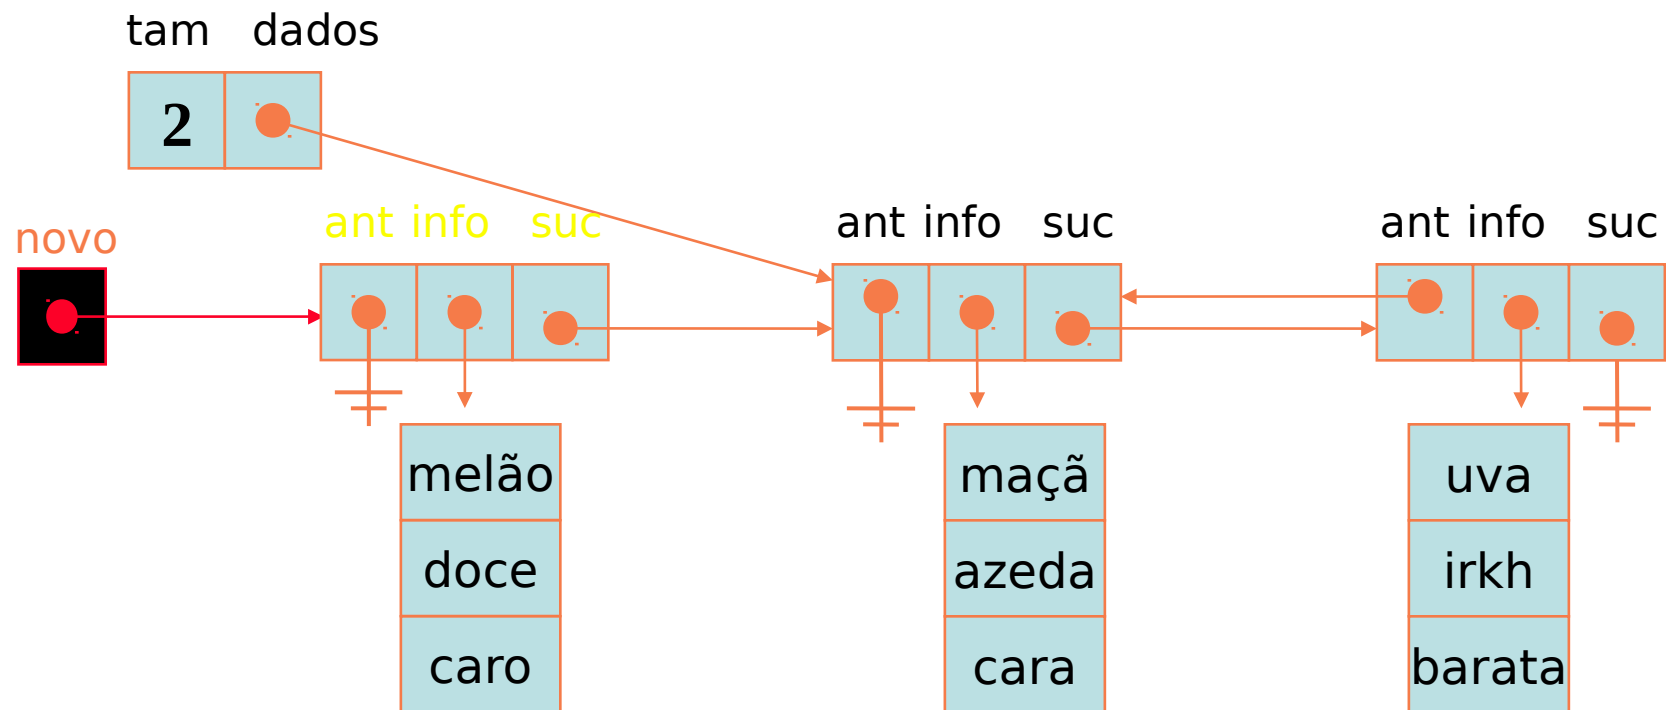 tam dados
2
novo
ant info suc
ant info suc
ant info suc
melão
doce
caro
maçã
azeda
cara
uva
irkh
barata